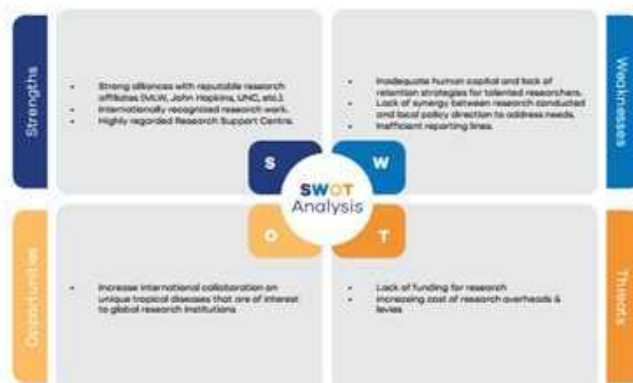 Strengths
• Strong alliances with reputable research
affiliates (MLW, John Hopkins, UNC, etc.).
• Internationally recognized research work.
• Highly regarded Research Support Centre.
Weaknesses
• Inadequate human capital and lack of
retention strategies for talented researchers.
• Lack of synergy between research conducted
and local policy direction to address needs.
• Inefficient reporting lines.
S
W
SWOT
Analysis
O
T
Opportunities
• Increase international collaboration on
unique tropical diseases that are of interest
to global research institutions
Threats
• Lack of funding for research
• Increasing cost of research overheads &
levies